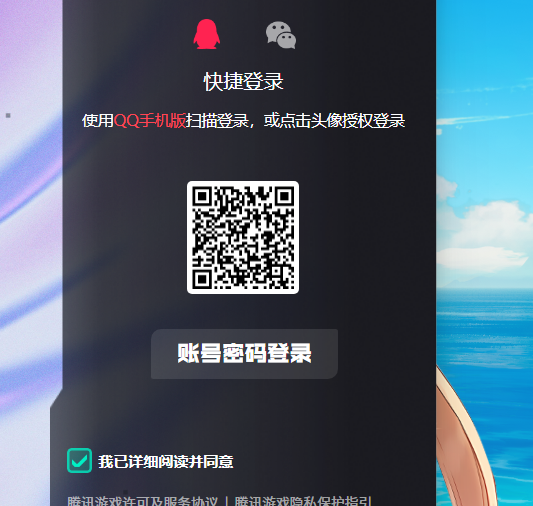 快捷登录
使用QQ手机版扫描登录，或点击头像授权登录
账号密码登录
我已详细阅读并同意
腾讯游戏许可及服务协议 | 腾讯游戏隐私保护指引